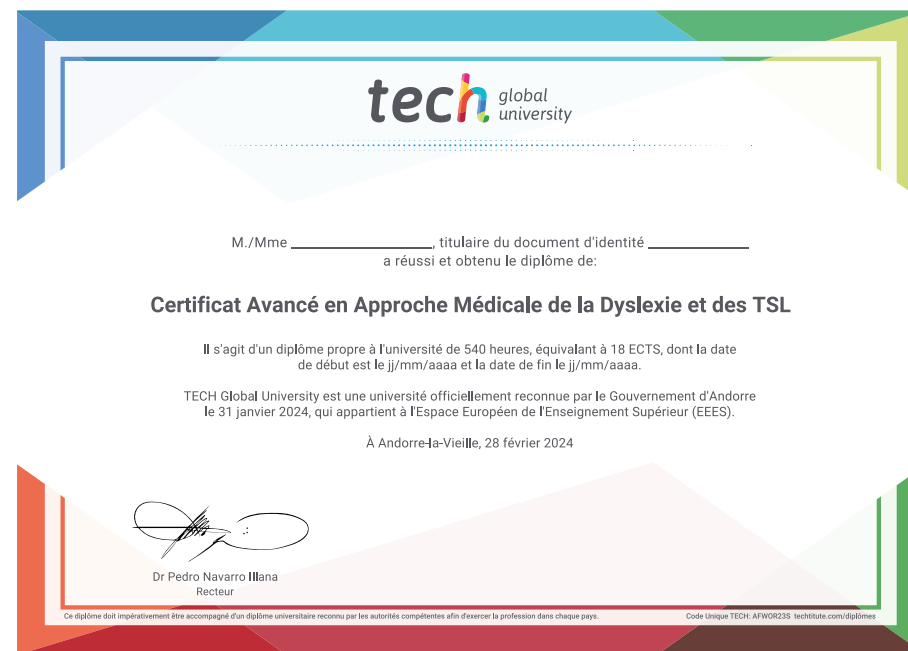 tech global university
M./Mme ____________________, titulaire du document d'identité ______________
a réussi et obtenu le diplôme de:
Certificat Avancé en Approche Médicale de la Dyslexie et des TSL
Il s'agit d'un diplôme propre à l'université de 540 heures, équivalant à 18 ECTS, dont la date
de début est le jj/mm/aaaa et la date de fin le jj/mm/aaaa.
TECH Global University est une université officiellement reconnue par le Gouvernement d'Andorre
le 31 janvier 2024, qui appartient à l'Espace Européen de l'Enseignement Supérieur (EEES).
À Andorre-la-Vieille, 28 février 2024
Dr Pedro Navarro Illana
Recteur
Ce diplôme doit impérativement être accompagné d'un diplôme universitaire reconnu par les autorités compétentes afin d'exercer la profession dans chaque pays.
Code Unique TECH: AFWOR23S techtitute.com/diplômes